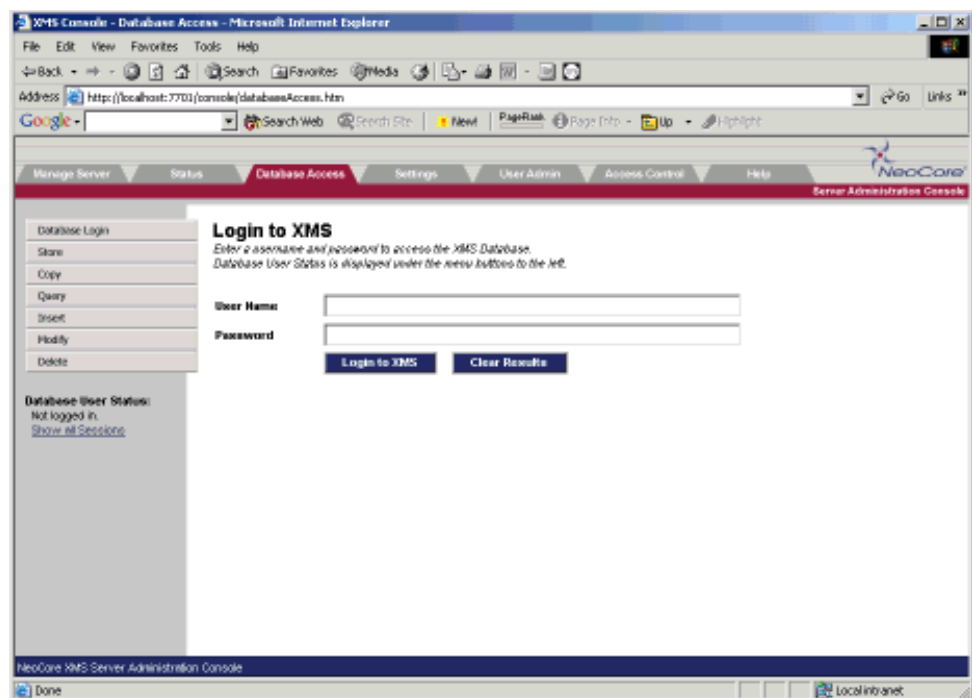 XMS Console - Database Access - Microsoft Internet Explorer
File Edit View Favorites Tools Help
Back Search Favorites Media
Address http://localhost:7701/console/databaseAccess.htm Go Links »
Google Search Web Search Site New! PageRank Page Info Up Highlight
NeoCore
Manage Server Status Database Access Settings User Admin Access Control Help
Server Administration Console
Database Login
Store
Copy
Query
Insert
Modify
Delete
Database User Status:
Not logged in.
Show All Sessions
Login to XMS
Enter a username and password to access the XMS Database.
Database User Status is displayed under the menu buttons to the left.
User Name
Password
Login to XMS Clear Results
NeoCore XMS Server Administration Console
Done Local intranet